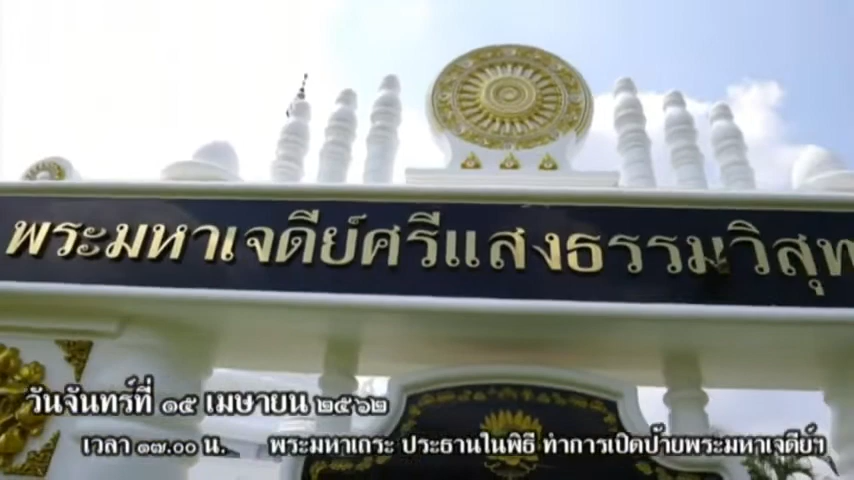 พระมหาเจดีย์ศรีแสงธรรมวิสุท
วันจันทร์ที่ ๑๕ เมษายน ๒๕๖๒
เวลา ๑๗.๐๐ น. พระมหาเถระ ประธานในพิธี ทำการเปิดป้ายพระมหาเจดีย์ฯ